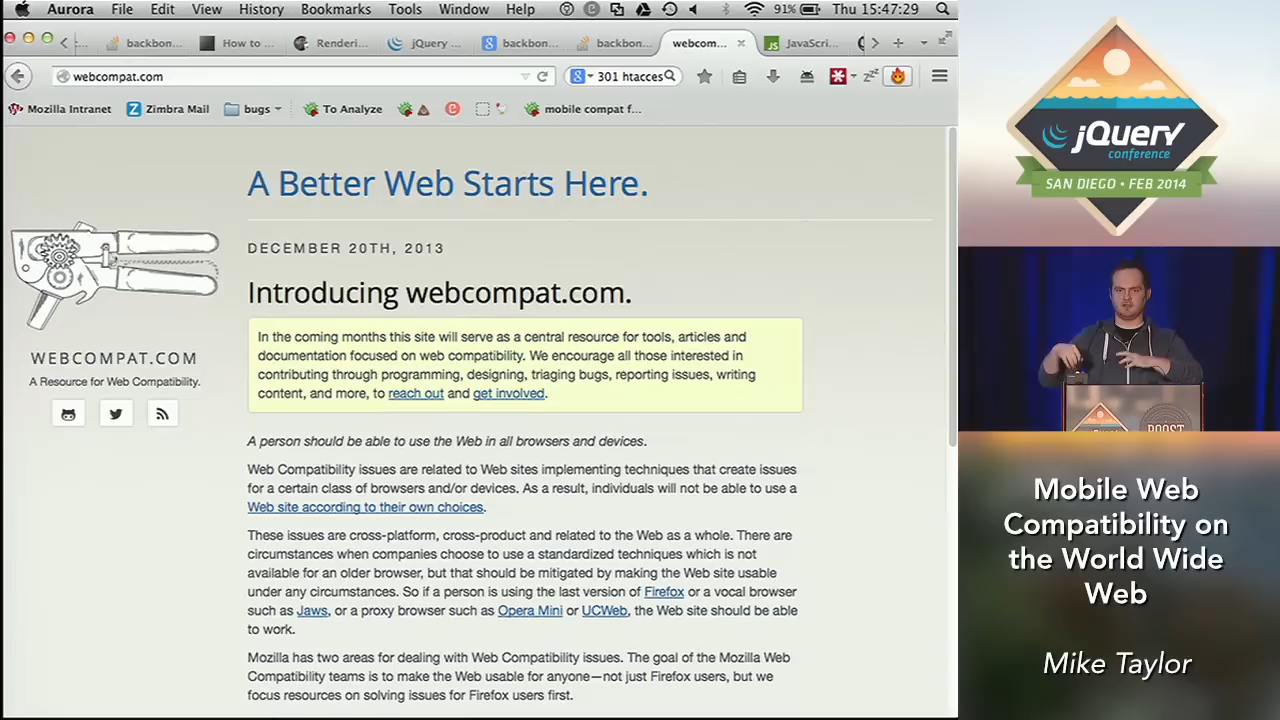 Aurora File Edit View History Bookmarks Tools Window Help 91% Thu 15:47:29
backbon... How to ... Renderi... jQuery ... backbon... backbon... webcom... JavaScri...
webcompat.com 301 htacces
Mozilla Intranet Zimbra Mail bugs To Analyze mobile compat f...
A Better Web Starts Here.
DECEMBER 20TH, 2013
Introducing webcompat.com.
In the coming months this site will serve as a central resource for tools, articles and
documentation focused on web compatibility. We encourage all those interested in
contributing through programming, designing, triaging bugs, reporting issues, writing
content, and more, to reach out and get involved.
WEBCOMPAT.COM
A Resource for Web Compatibility.
A person should be able to use the Web in all browsers and devices.
Web Compatibility issues are related to Web sites implementing techniques that create issues
for a certain class of browsers and/or devices. As a result, individuals will not be able to use a
Web site according to their own choices.
These issues are cross-platform, cross-product and related to the Web as a whole. There are
circumstances when companies choose to use a standardized techniques which is not
available for an older browser, but that should be mitigated by making the Web site usable
under any circumstances. So if a person is using the last version of Firefox or a vocal browser
such as Jaws, or a proxy browser such as Opera Mini or UCWeb, the Web site should be able
to work.
Mozilla has two areas for dealing with Web Compatibility issues. The goal of the Mozilla Web
Compatibility teams is to make the Web usable for anyone—not just Firefox users, but we
focus resources on solving issues for Firefox users first.
jQuery
conference
SAN DIEGO • FEB 2014
BOOST
Mobile Web
Compatibility on
the World Wide
Web
Mike Taylor